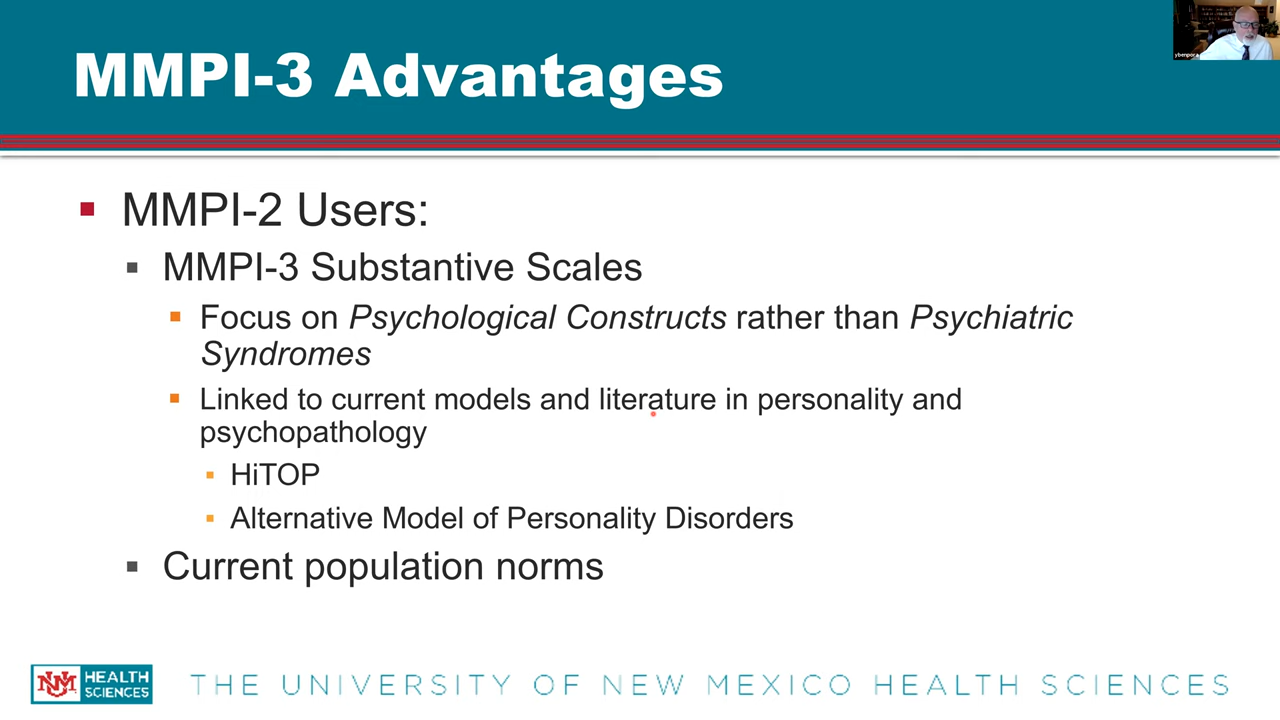 MMPI-3 Advantages
ybenpora
▪ MMPI-2 Users:
▪ MMPI-3 Substantive Scales
▪ Focus on Psychological Constructs rather than Psychiatric
Syndromes
▪ Linked to current models and literature in personality and
psychopathology
▪ HiTOP
▪ Alternative Model of Personality Disorders
▪ Current population norms
UNM HEALTH
SCIENCES
THE UNIVERSITY OF NEW MEXICO HEALTH SCIENCES